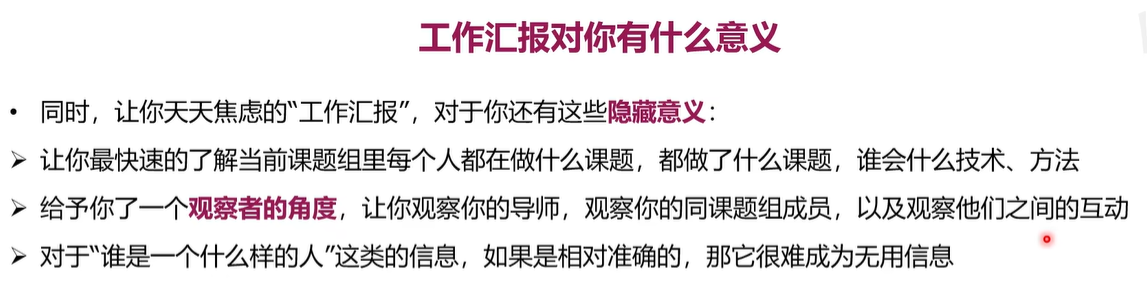 工作汇报对你有什么意义
• 同时，让你天天焦虑的“工作汇报”，对于你还有这些隐藏意义：
➢ 让你最快速的了解当前课题组里每个人都在做什么课题，都做了什么课题，谁会什么技术、方法
➢ 给予你了一个观察者的角度，让你观察你的导师，观察你的同课题组成员，以及观察他们之间的互动
➢ 对于“谁是一个什么样的人”这类的信息，如果是相对准确的，那它很难成为无用信息